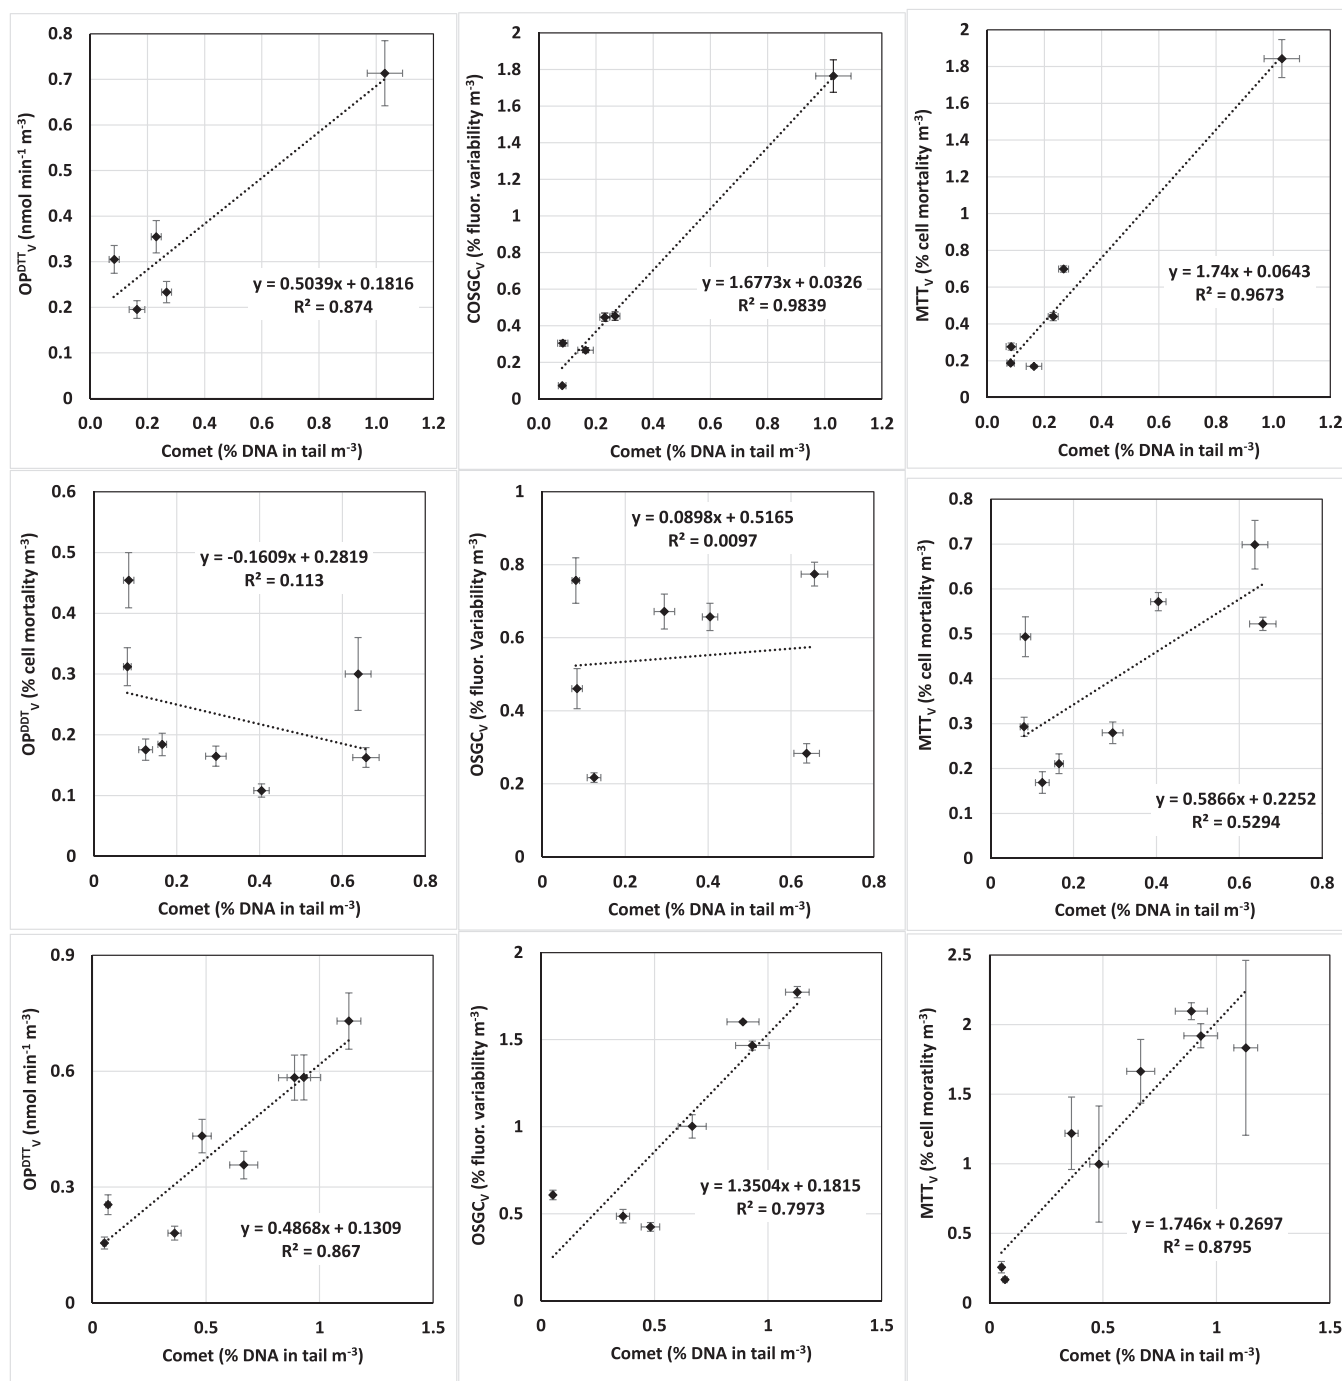 OP^DTT_V (nmol min⁻¹ m⁻³)
0.8
0.7
0.6
0.5
0.4
0.3
0.2
0.1
0
y = 0.5039x + 0.1816
R² = 0.874
0.0 0.2 0.4 0.6 0.8 1.0 1.2
Comet (% DNA in tail m⁻³)
COSGC_V (% fluor. variability m⁻³)
2
1.8
1.6
1.4
1.2
1
0.8
0.6
0.4
0.2
0
y = 1.6773x + 0.0326
R² = 0.9839
0.0 0.2 0.4 0.6 0.8 1.0 1.2
Comet (% DNA in tail m⁻³)
MTT_V (% cell mortality m⁻³)
2
1.8
1.6
1.4
1.2
1
0.8
0.6
0.4
0.2
0
y = 1.74x + 0.0643
R² = 0.9673
0.0 0.2 0.4 0.6 0.8 1.0 1.2
Comet (% DNA in tail m⁻³)
OP^DDT_V (% cell mortality m⁻³)
0.6
0.5
0.4
0.3
0.2
0.1
0
y = -0.1609x + 0.2819
R² = 0.113
0 0.2 0.4 0.6 0.8
Comet (% DNA in tail m⁻³)
OSGC_V (% fluor. Variability m⁻³)
1
0.8
0.6
0.4
0.2
0
y = 0.0898x + 0.5165
R² = 0.0097
0 0.2 0.4 0.6 0.8
Comet (% DNA in tail m⁻³)
MTT_V (% cell mortality m⁻³)
0.8
0.7
0.6
0.5
0.4
0.3
0.2
0.1
0
y = 0.5866x + 0.2252
R² = 0.5294
0 0.2 0.4 0.6 0.8
Comet (% DNA in tail m⁻³)
OP^DTT_V (nmol min⁻¹ m⁻³)
0.9
0.6
0.3
0
y = 0.4868x + 0.1309
R² = 0.867
0 0.5 1 1.5
Comet (% DNA in tail m⁻³)
OSGC_V (% fluor. variability m⁻³)
2
1.5
1
0.5
0
y = 1.3504x + 0.1815
R² = 0.7973
0 0.5 1 1.5
Comet (% DNA in tail m⁻³)
MTT_V (% cell moratlity m⁻³)
2.5
2
1.5
1
0.5
0
y = 1.746x + 0.2697
R² = 0.8795
0 0.5 1 1.5
Comet (% DNA in tail m⁻³)